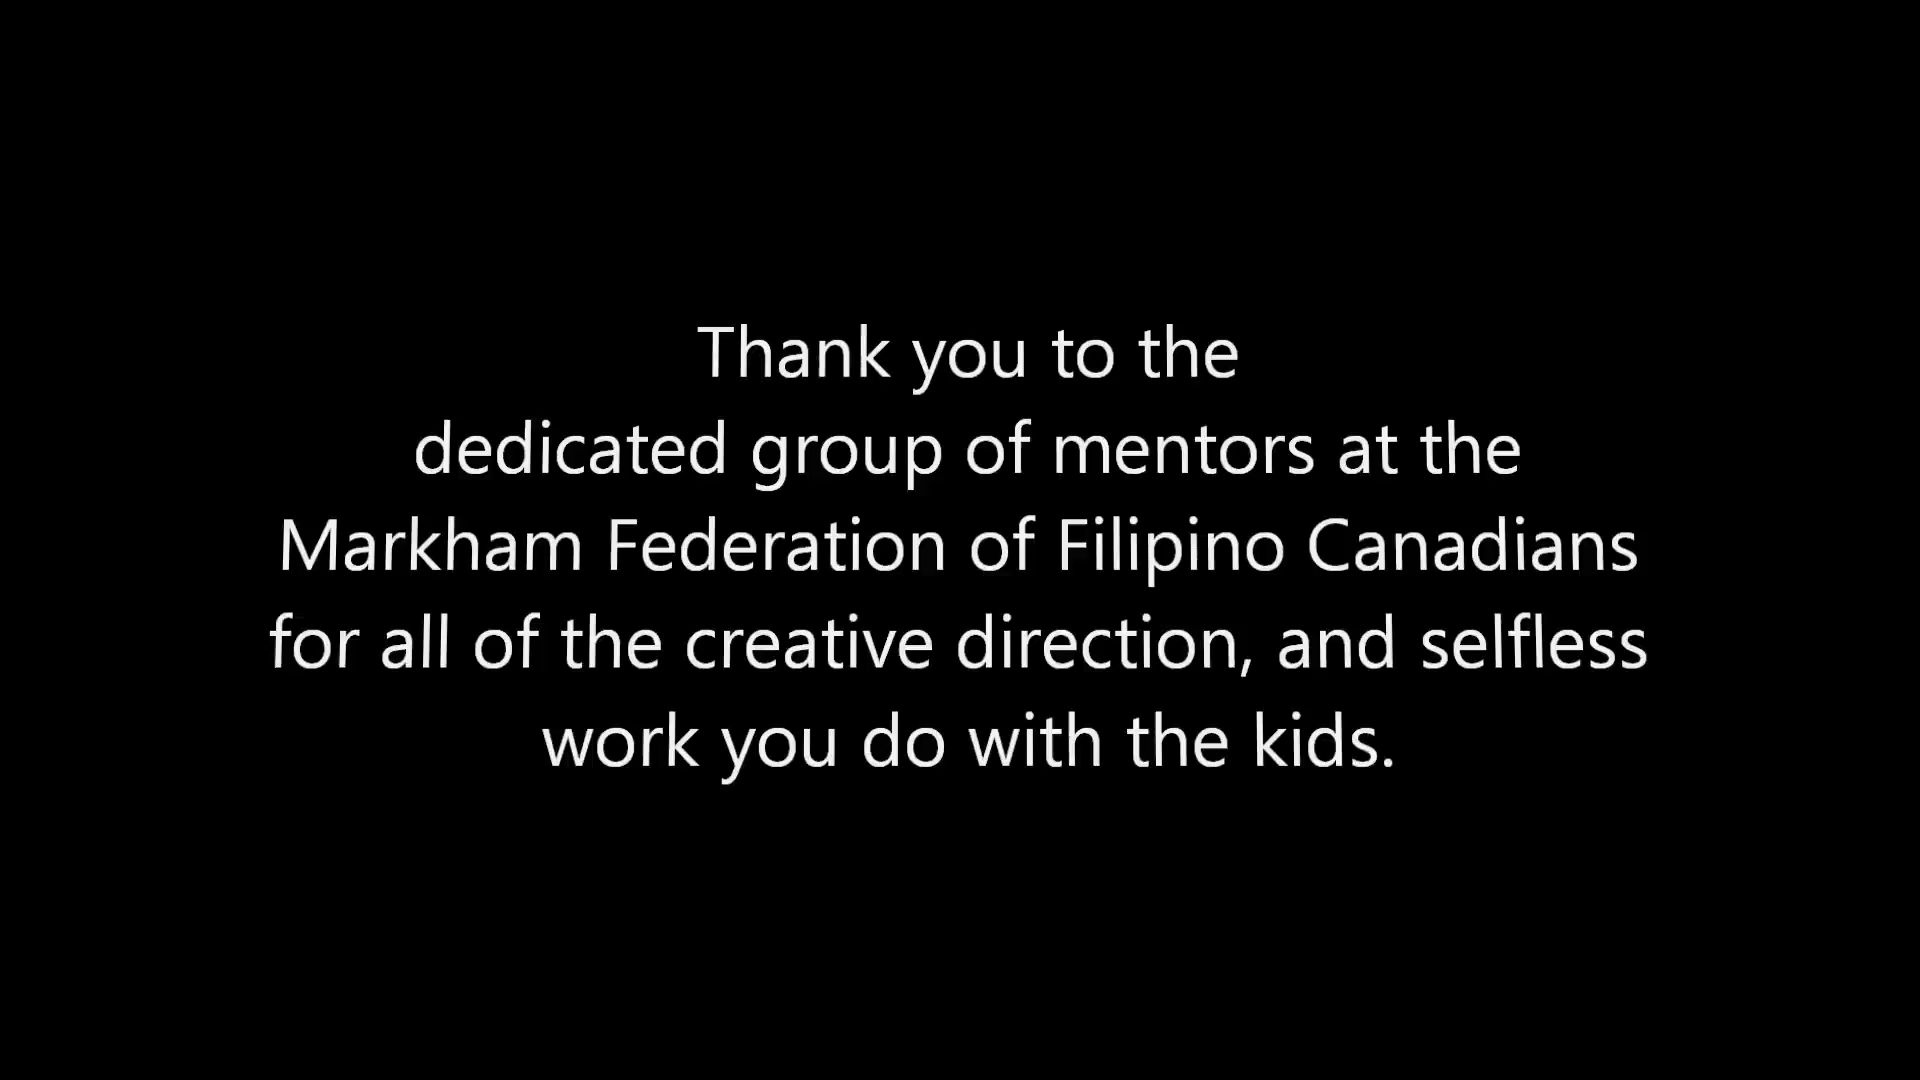 Thank you to the
dedicated group of mentors at the
Markham Federation of Filipino Canadians
for all of the creative direction, and selfless
work you do with the kids.